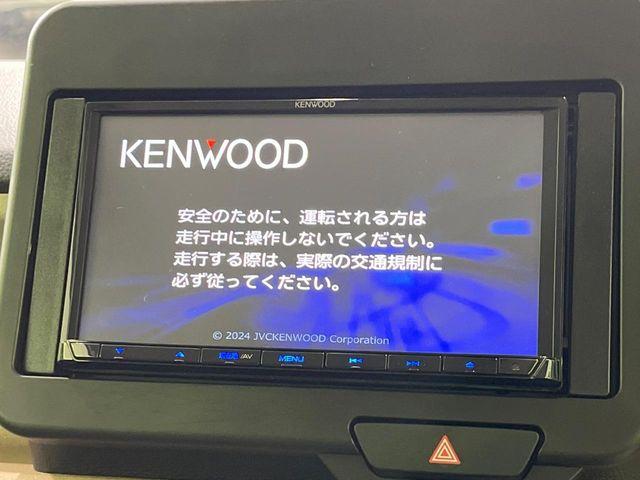 KENWOOD
KENWOOD
安全のために、運転される方は
走行中に操作しないでください。
走行する際は、実際の交通規制に
必ず従ってください。
© 2024 JVCKENWOOD Corporation
/AV MENU